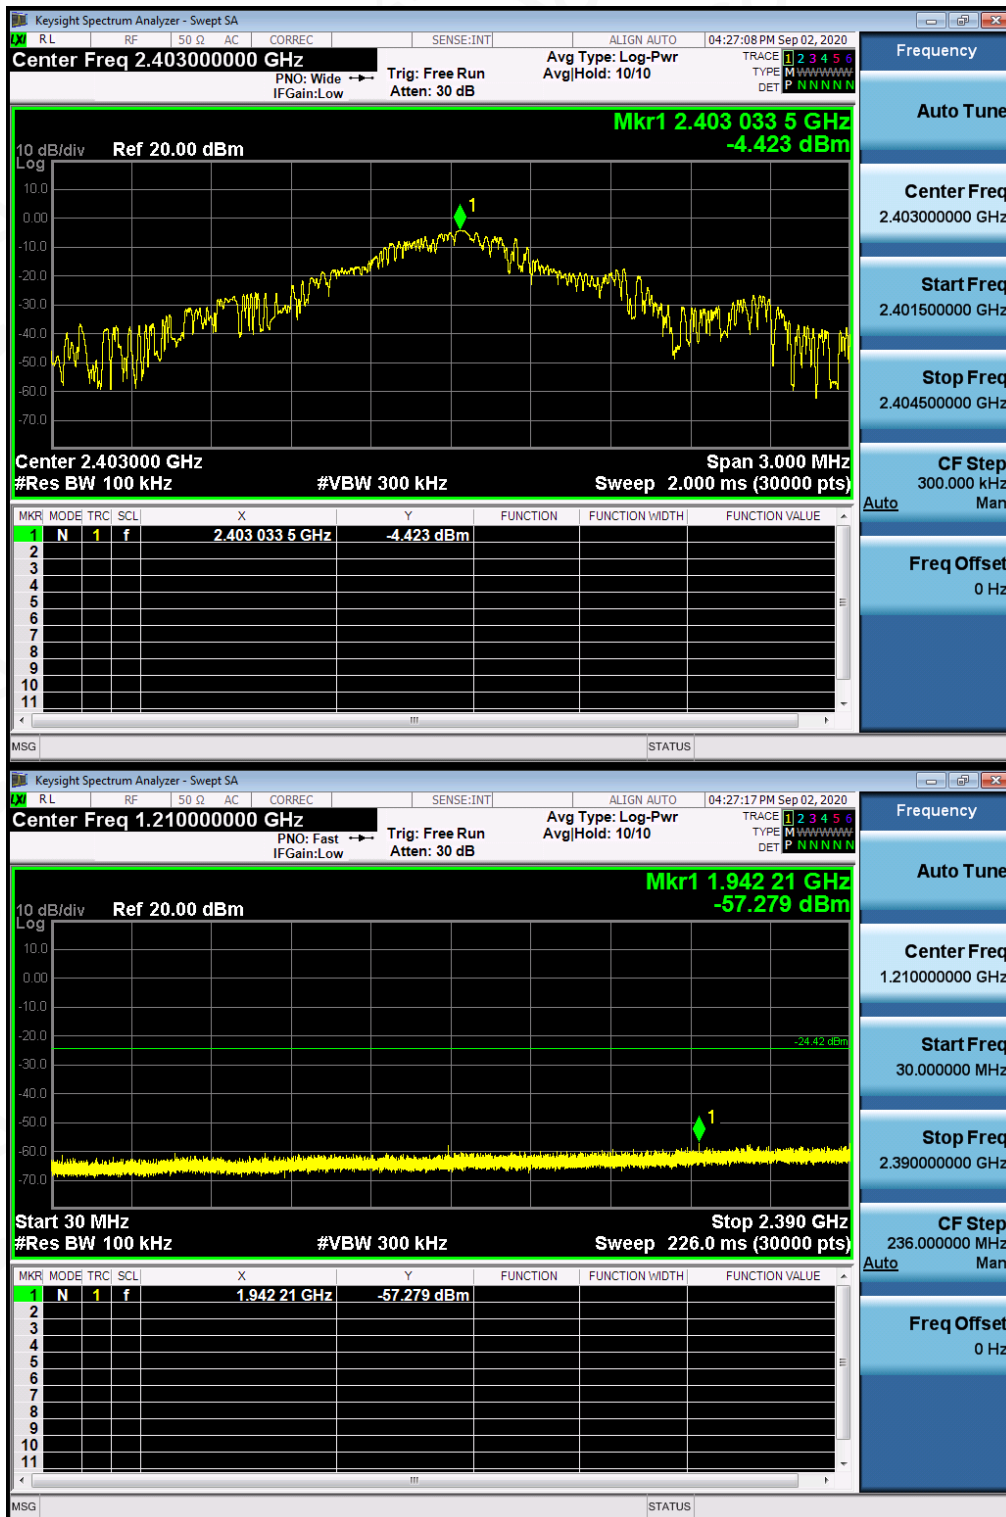 Keysight Spectrum Analyzer - Swept SA
LXI RL RF 50 Ω AC CORREC SENSE:INT ALIGN AUTO 04:27:08 PM Sep 02, 2020
Center Freq 2.403000000 GHz
PNO: Wide
IFGain:Low
Trig: Free Run
Atten: 30 dB
Avg Type: Log-Pwr
Avg|Hold: 10/10
TRACE 1 2 3 4 5 6
TYPE M W W W W W
DET P N N N N N
Mkr1 2.403 033 5 GHz
-4.423 dBm
10 dB/div Ref 20.00 dBm
Log
10.0
0.00
-10.0
-20.0
-30.0
-40.0
-50.0
-60.0
-70.0
1
Center 2.403000 GHz Span 3.000 MHz
#Res BW 100 kHz #VBW 300 kHz Sweep 2.000 ms (30000 pts)
MKR MODE TRC SCL X Y FUNCTION FUNCTION WIDTH FUNCTION VALUE
1 N 1 f 2.403 033 5 GHz -4.423 dBm
2
3
4
5
6
7
8
9
10
11
MSG STATUS
Frequency
Auto Tune
Center Freq
2.403000000 GHz
Start Freq
2.401500000 GHz
Stop Freq
2.404500000 GHz
CF Step
300.000 kHz
Auto Man
Freq Offset
0 Hz
Keysight Spectrum Analyzer - Swept SA
LXI RL RF 50 Ω AC CORREC SENSE:INT ALIGN AUTO 04:27:17 PM Sep 02, 2020
Center Freq 1.210000000 GHz
PNO: Fast
IFGain:Low
Trig: Free Run
Atten: 30 dB
Avg Type: Log-Pwr
Avg|Hold: 10/10
TRACE 1 2 3 4 5 6
TYPE M W W W W W
DET P N N N N N
Mkr1 1.942 21 GHz
-57.279 dBm
10 dB/div Ref 20.00 dBm
Log
10.0
0.00
-10.0
-20.0
-30.0
-40.0
-50.0
-60.0
-70.0
-24.42 dBm
1
Start 30 MHz Stop 2.390 GHz
#Res BW 100 kHz #VBW 300 kHz Sweep 226.0 ms (30000 pts)
MKR MODE TRC SCL X Y FUNCTION FUNCTION WIDTH FUNCTION VALUE
1 N 1 f 1.942 21 GHz -57.279 dBm
2
3
4
5
6
7
8
9
10
11
MSG STATUS
Frequency
Auto Tune
Center Freq
1.210000000 GHz
Start Freq
30.000000 MHz
Stop Freq
2.390000000 GHz
CF Step
236.000000 MHz
Auto Man
Freq Offset
0 Hz